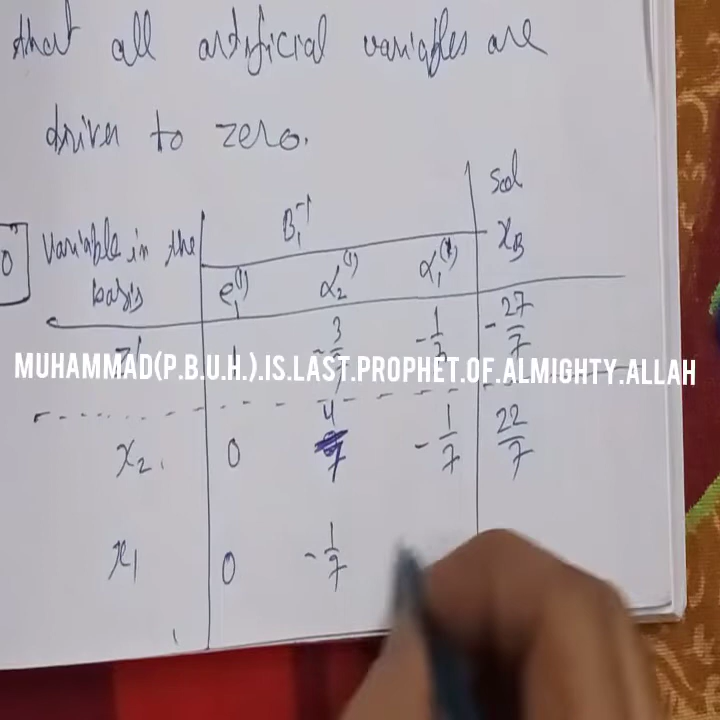 that all artificial variables are
driven to zero.
B₁⁻¹ Sol
0 Variable in the basis e₁⁽¹⁾ α₂⁽¹⁾ α₁⁽¹⁾ X_B
-3/7 -27/7
MUHAMMAD(P.B.U.H.).IS.LAST.PROPHET.OF.ALMIGHTY.ALLAH
x₂ 0 4/7 -1/7 22/7
x₁ 0 -1/7